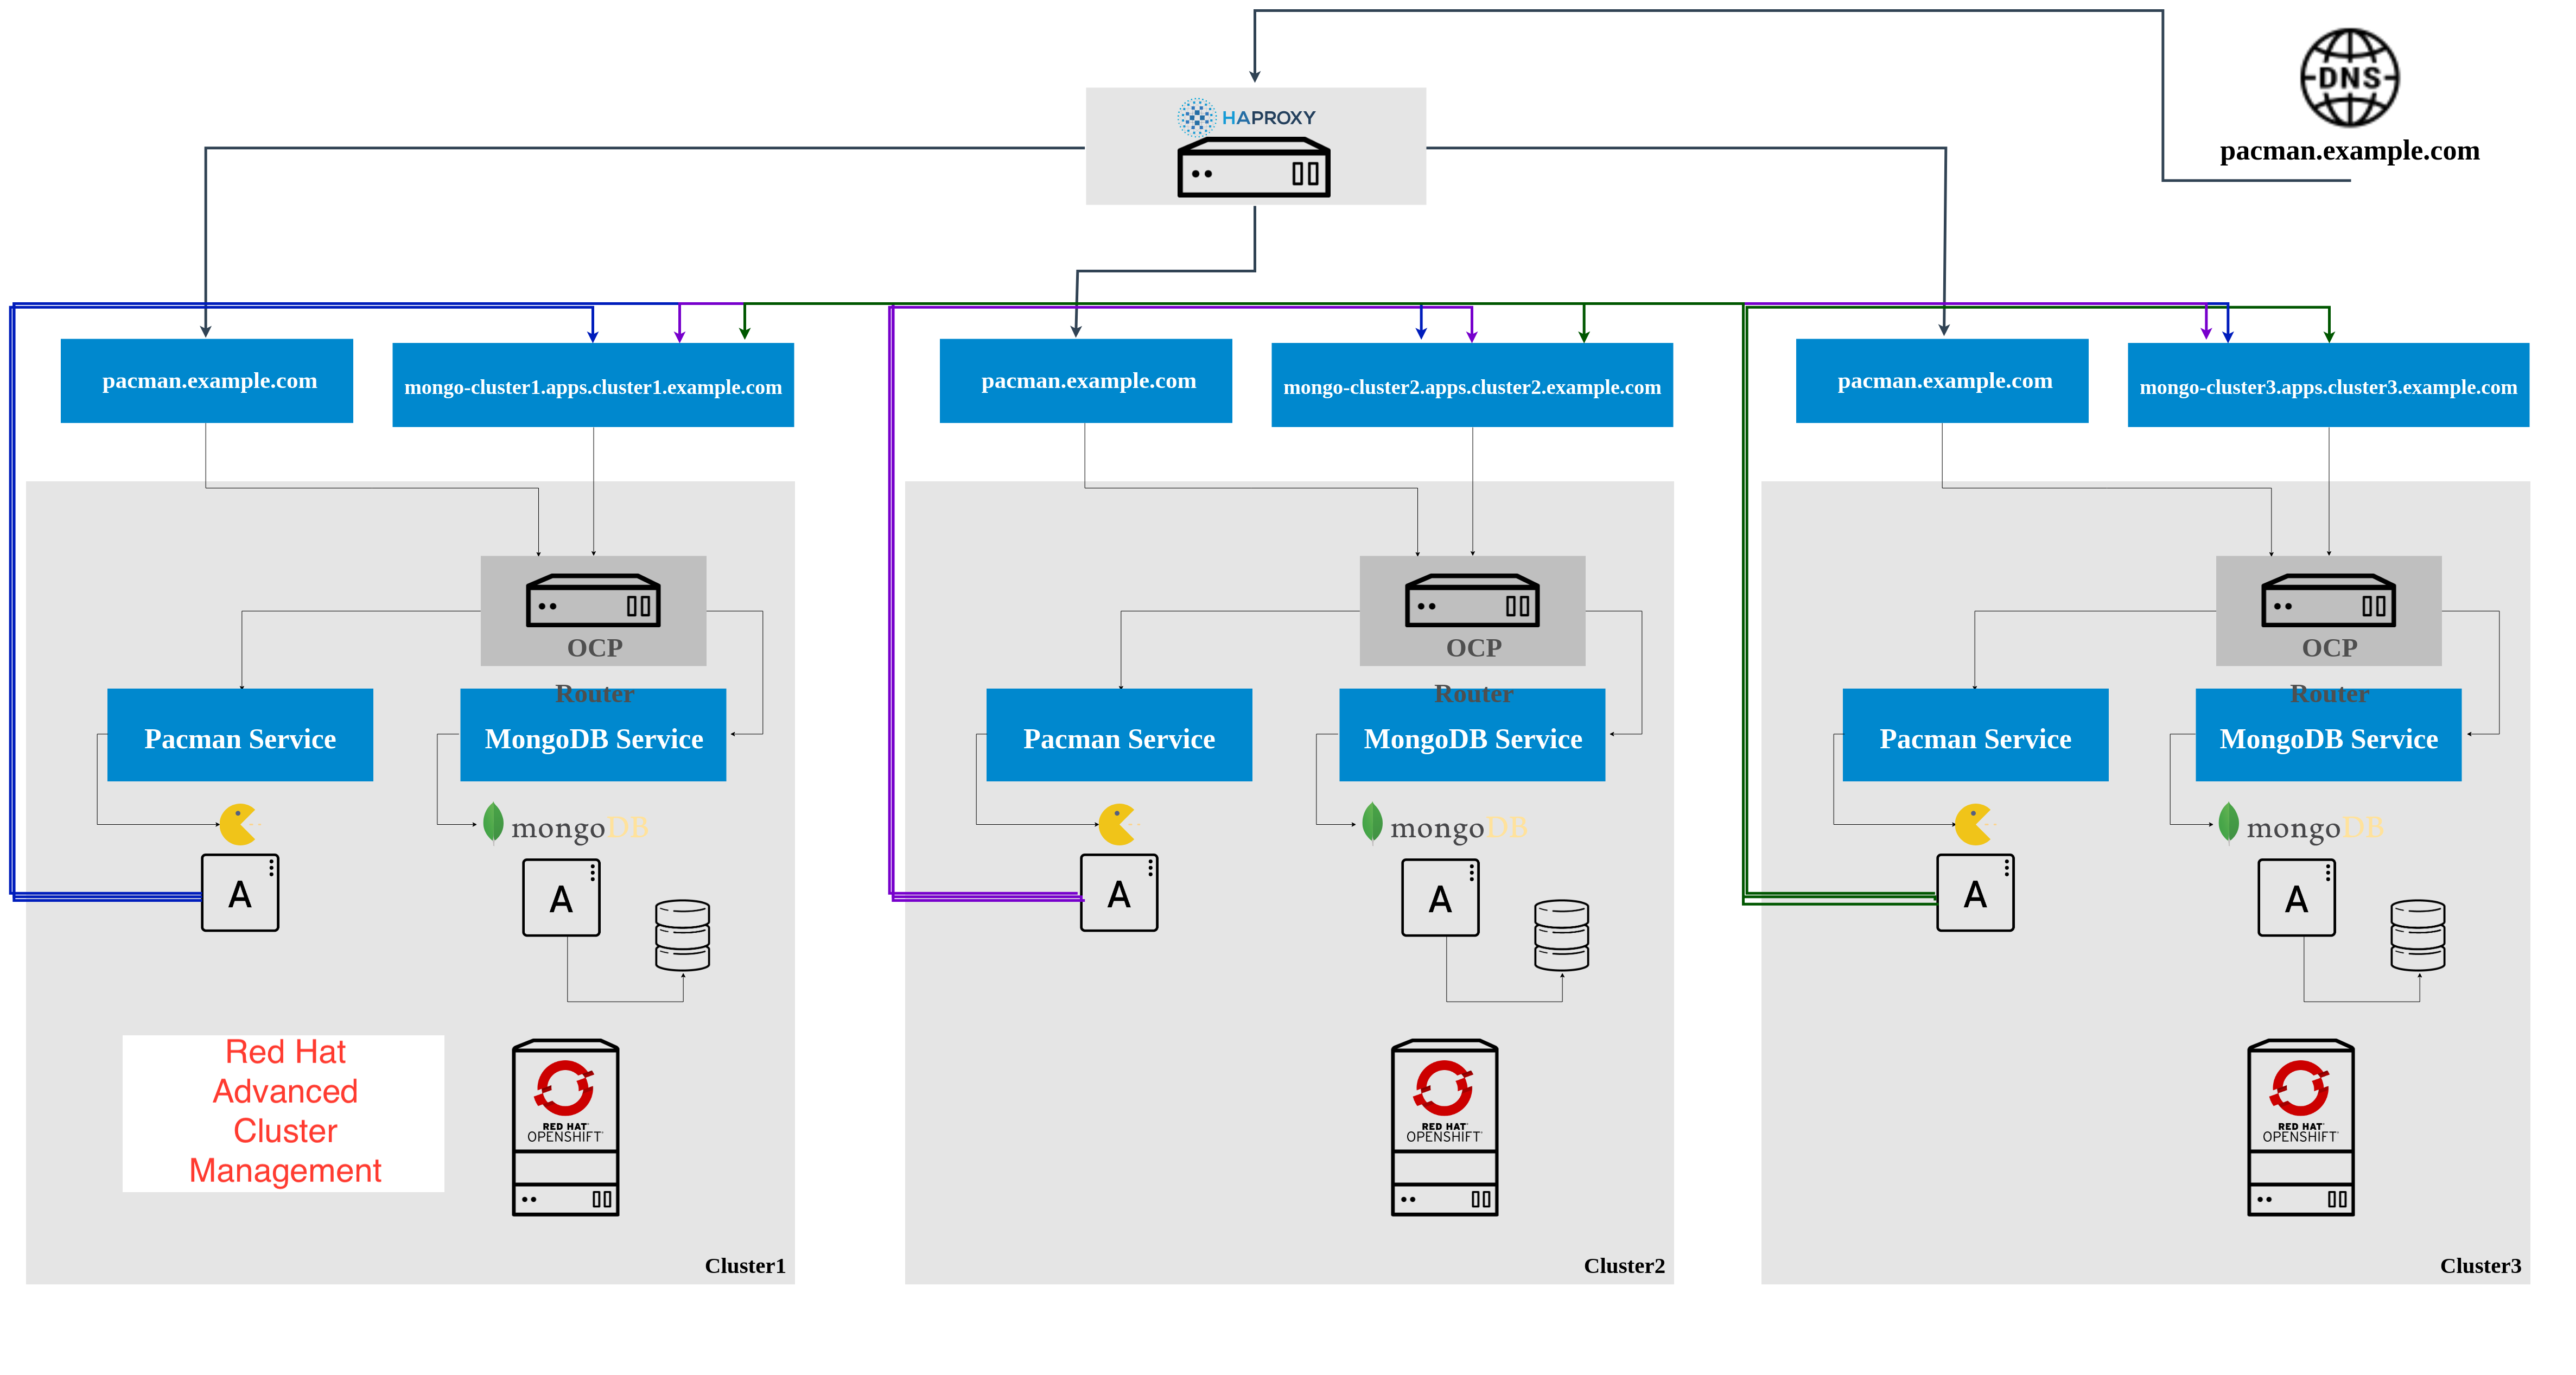 DNS
pacman.example.com
HAPROXY
pacman.example.com
mongo-cluster1.apps.cluster1.example.com
pacman.example.com
mongo-cluster2.apps.cluster2.example.com
pacman.example.com
mongo-cluster3.apps.cluster3.example.com
OCP
Router
OCP
Router
OCP
Router
Pacman Service
MongoDB Service
Pacman Service
MongoDB Service
Pacman Service
MongoDB Service
mongoDB
mongoDB
mongoDB
A
A
A
A
A
A
Red Hat
Advanced
Cluster
Management
RED HAT
OPENSHIFT
RED HAT
OPENSHIFT
RED HAT
OPENSHIFT
Cluster1
Cluster2
Cluster3